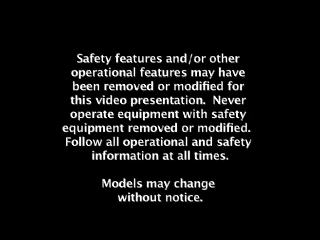 Safety features and/or other
operational features may have
been removed or modified for
this video presentation.  Never
operate equipment with safety
equipment removed or modified.
Follow all operational and safety
information at all times.
Models may change
without notice.